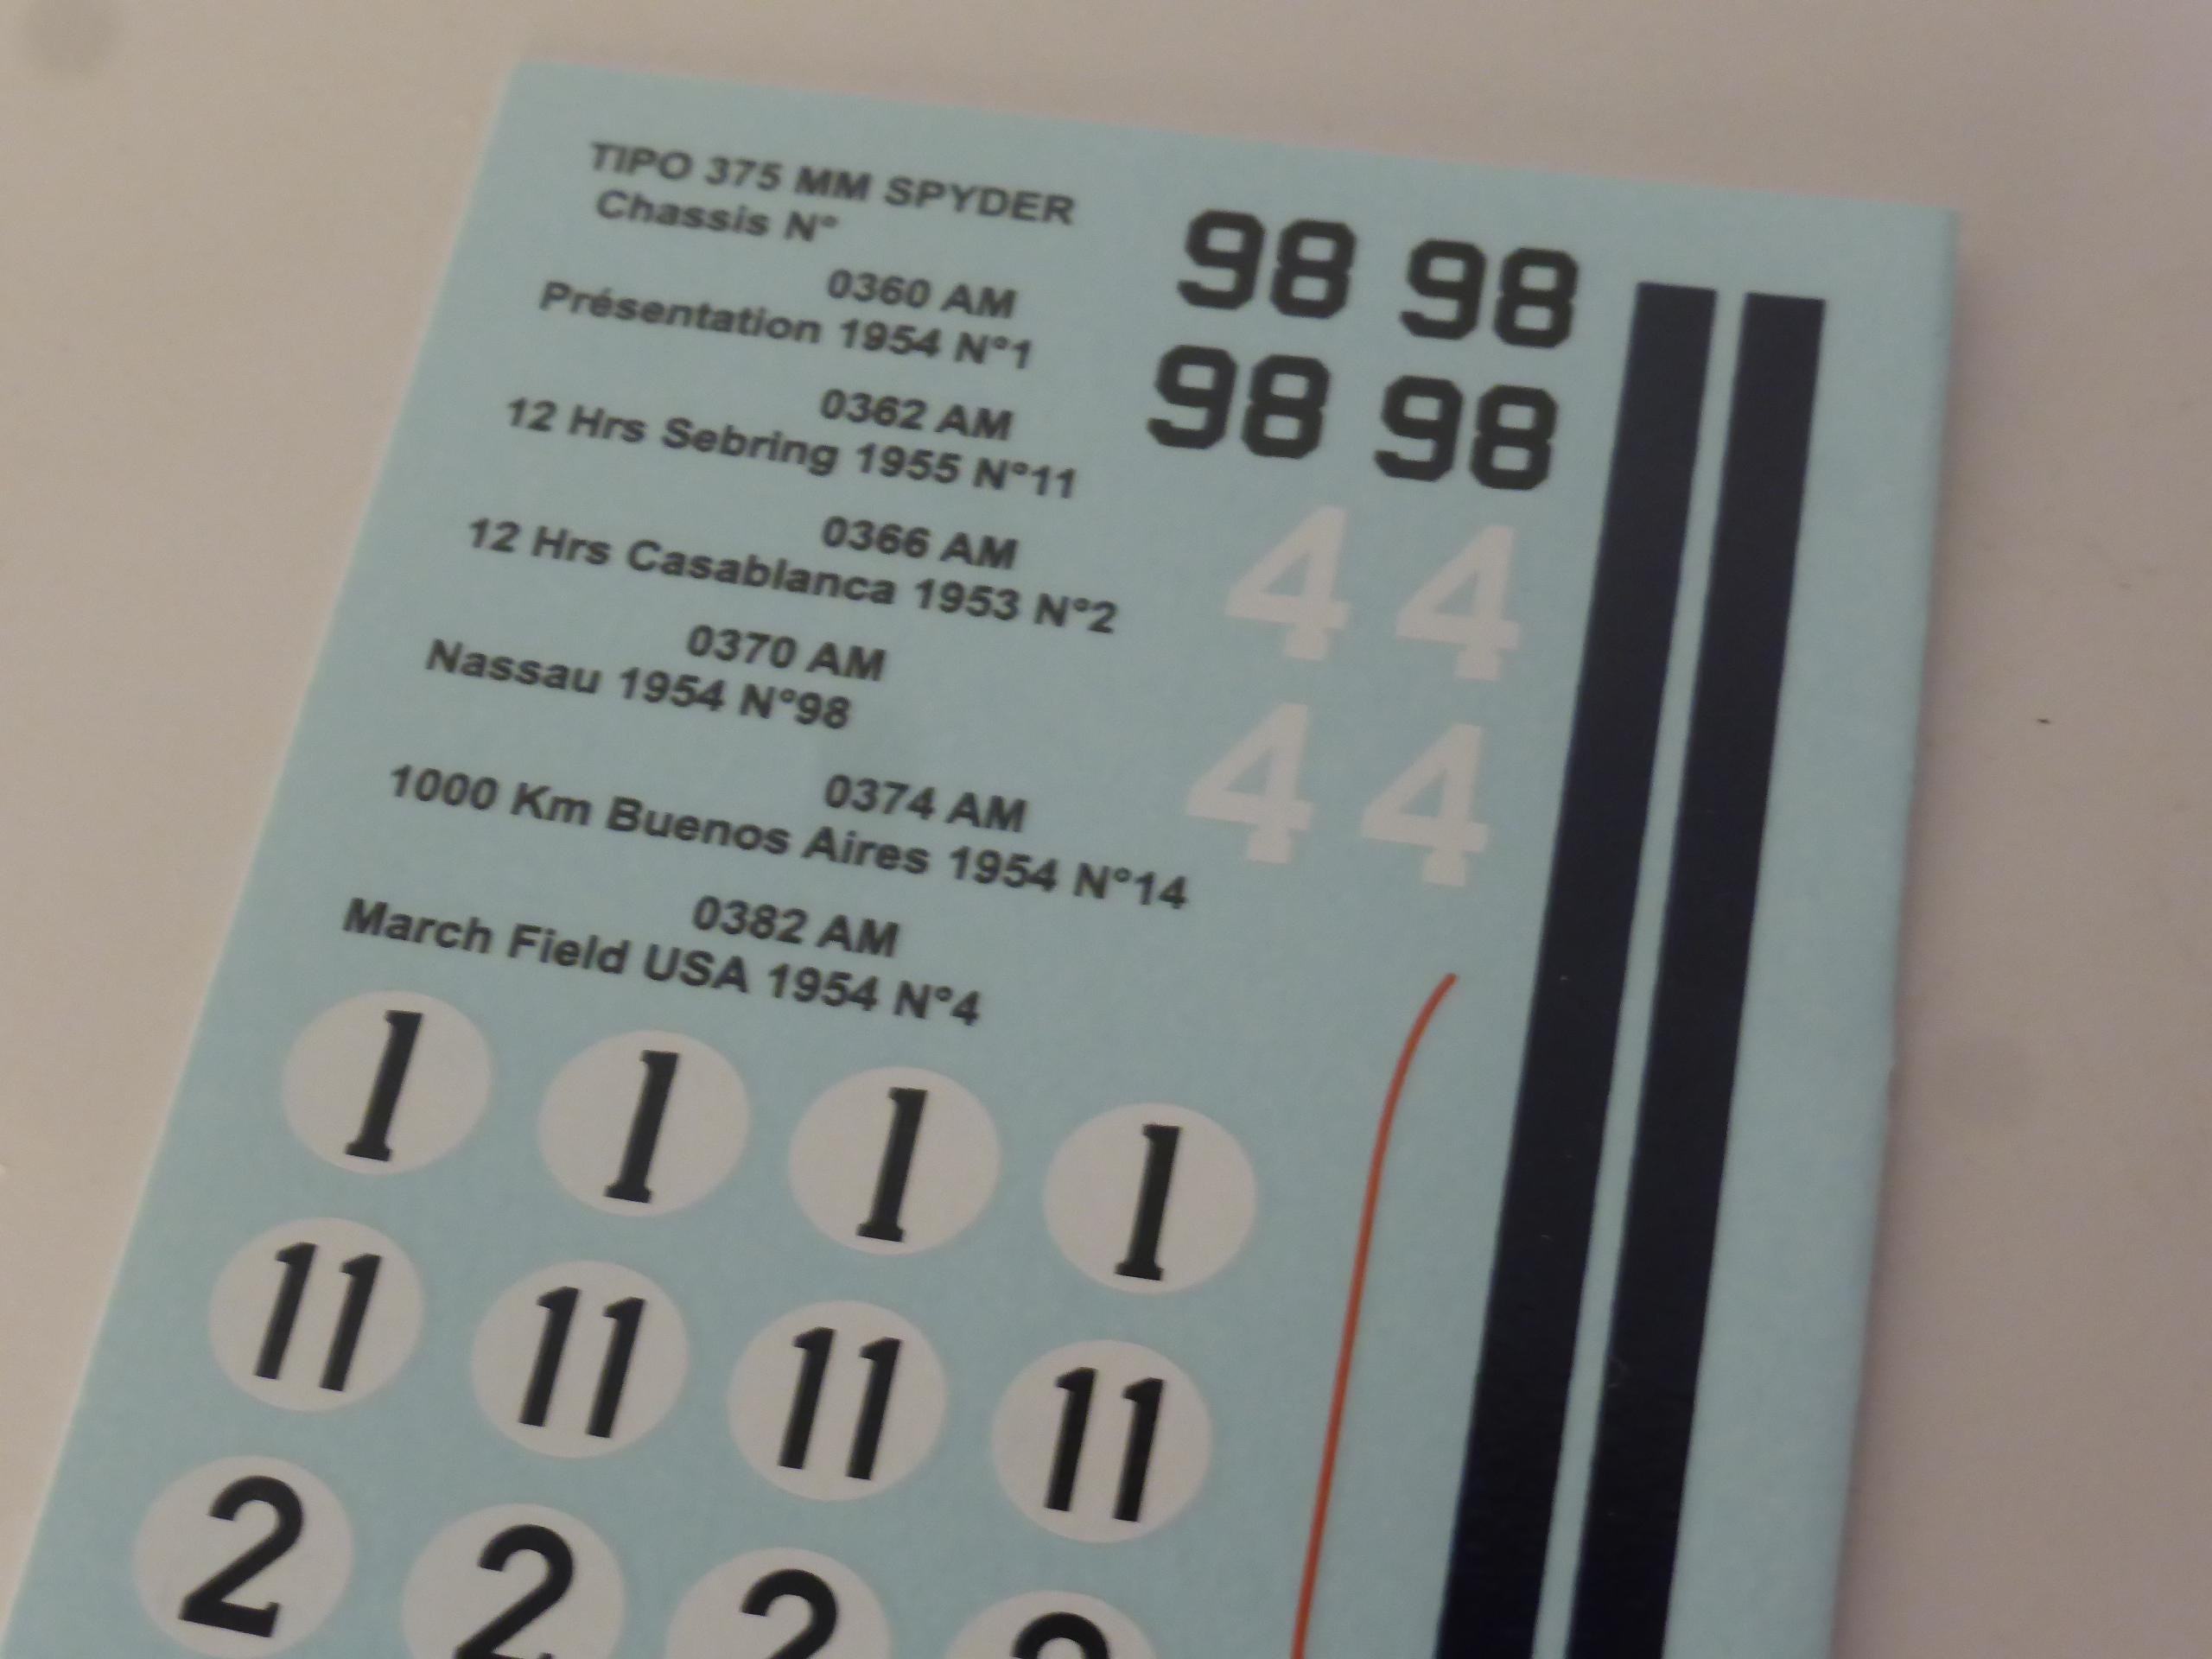 TIPO 375 MM SPYDER
Chassis N°
0360 AM
Présentation 1954 N°1
0362 AM
12 Hrs Sebring 1955 N°11
0366 AM
12 Hrs Casablanca 1953 N°2
0370 AM
Nassau 1954 N°98
0374 AM
1000 Km Buenos Aires 1954 N°14
0382 AM
March Field USA 1954 N°4
98 98
98 98
4 4
4 4
1 1 1 1
11 11 11 11
2 2 2 2